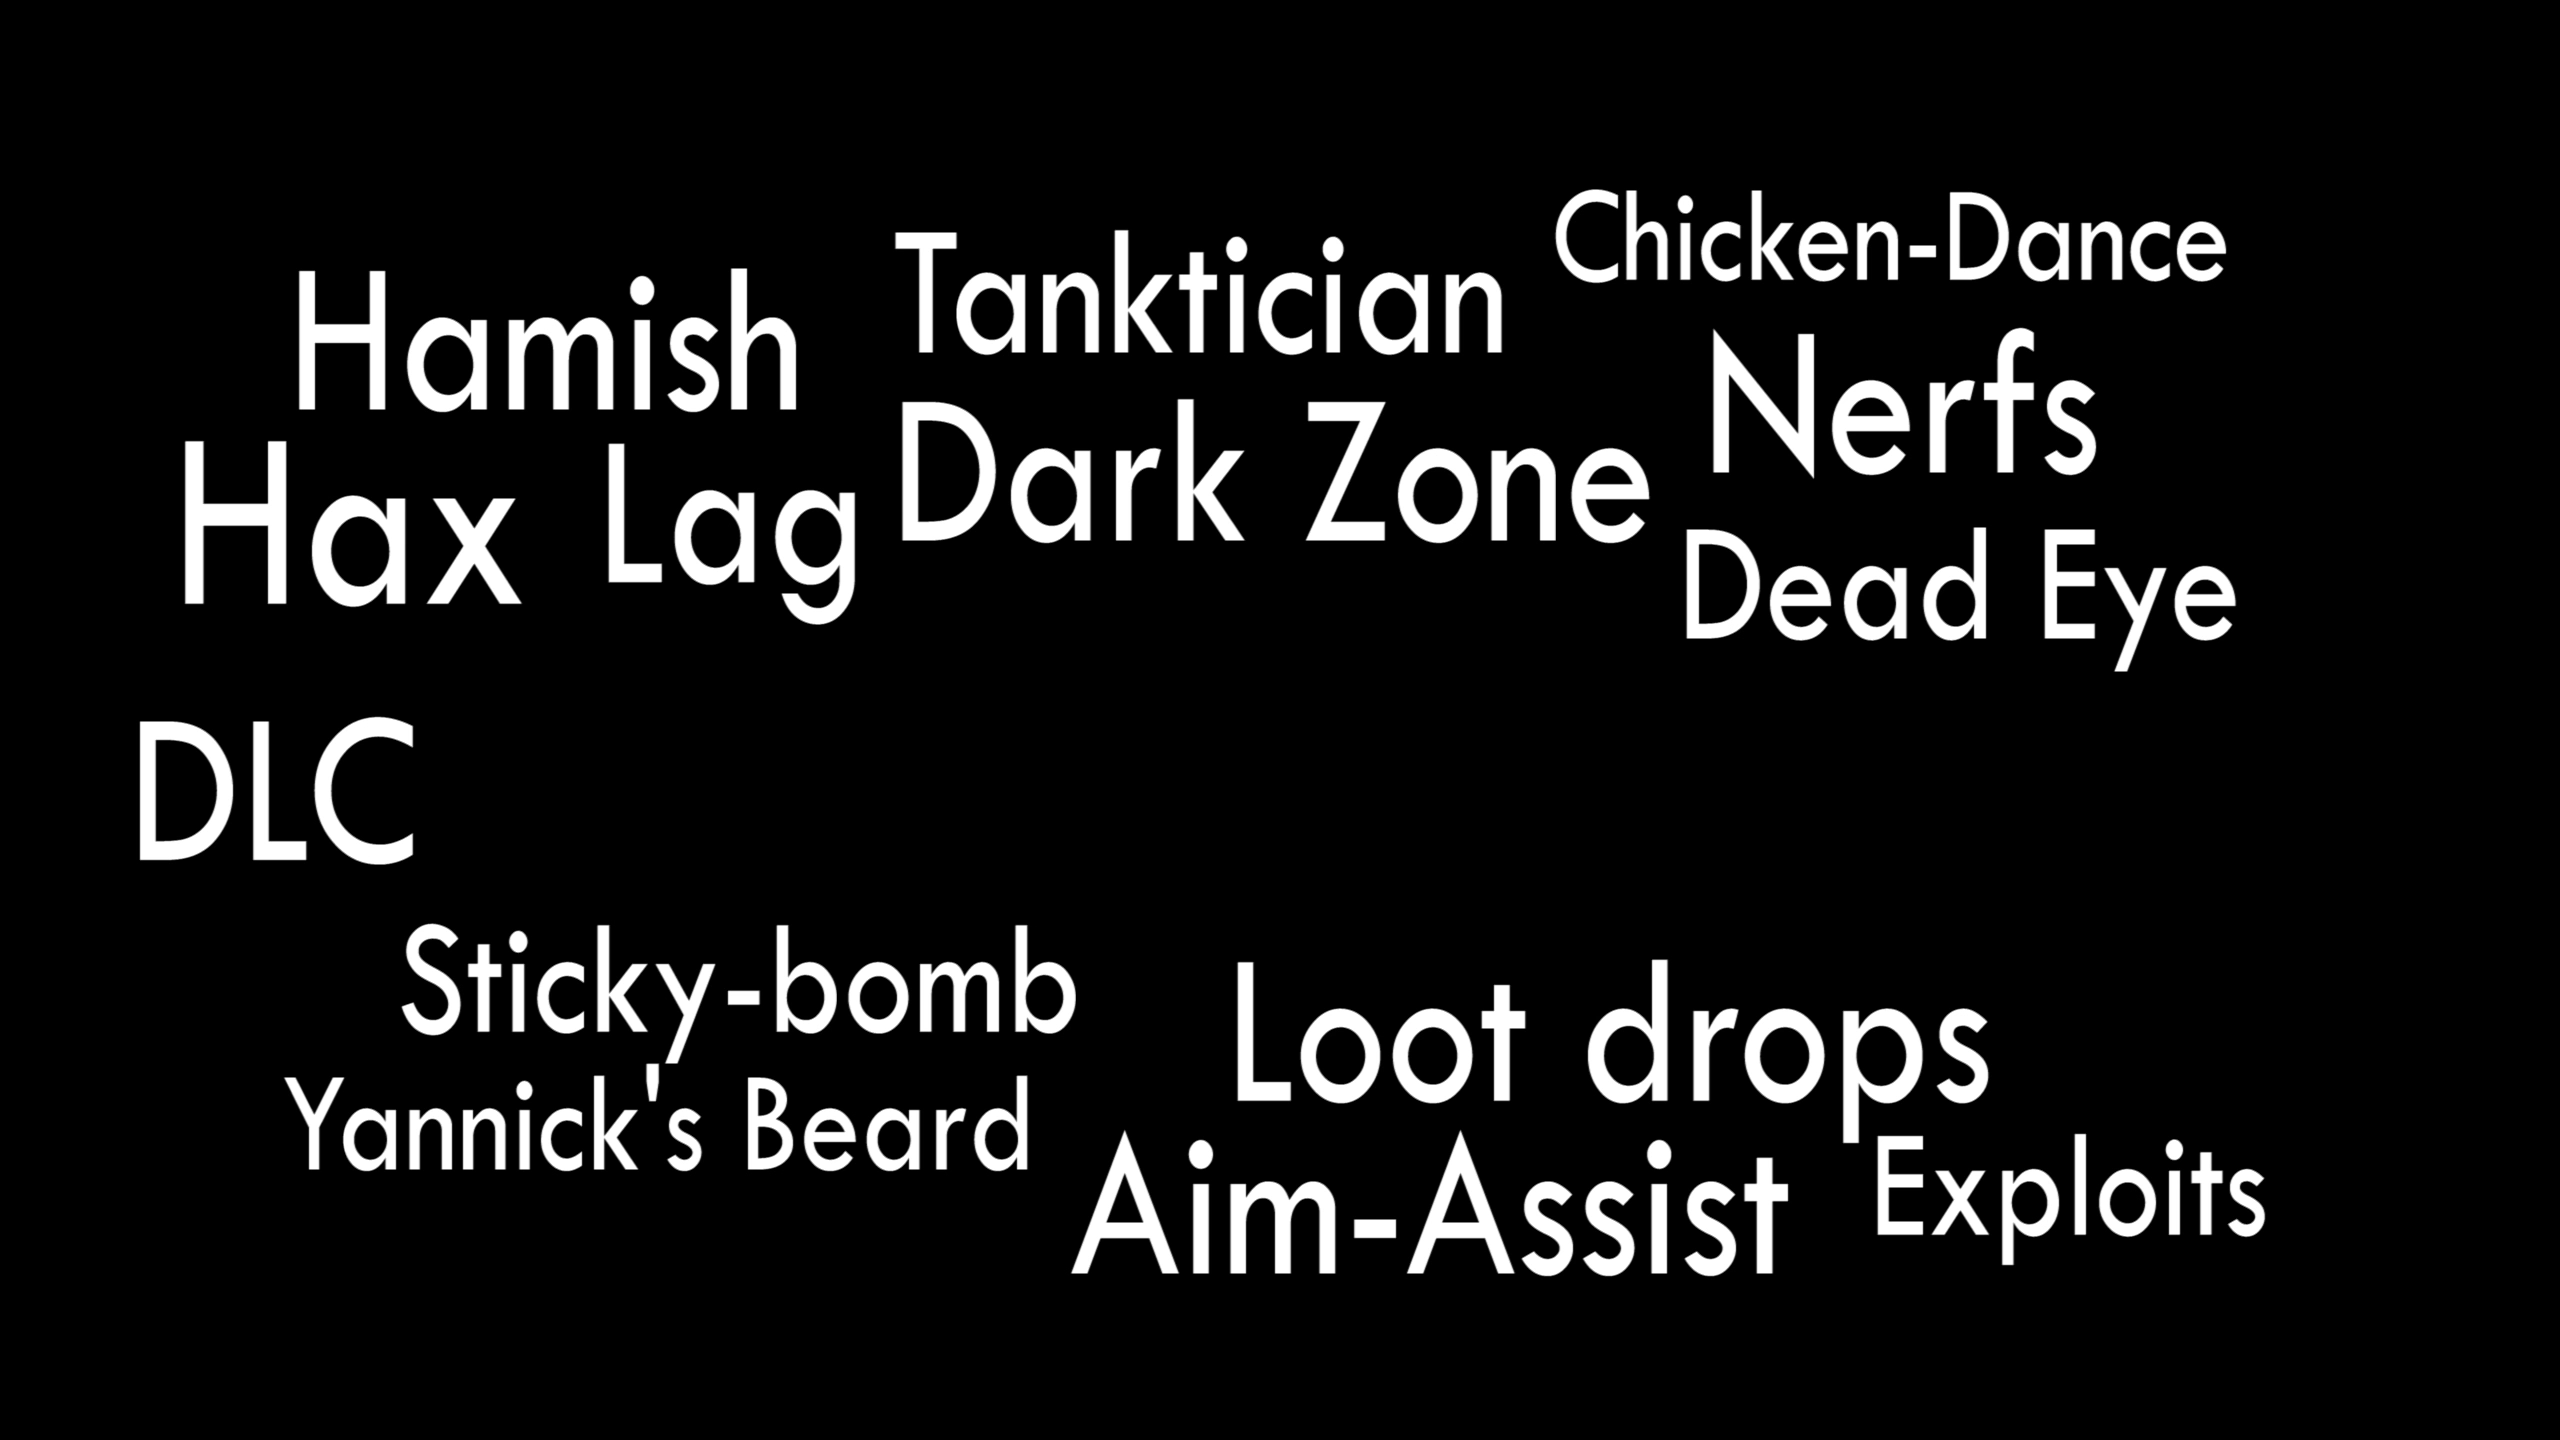 Chicken-Dance
Tanktician
Hamish
Nerfs
Dark Zone
Hax
Lag
Dead Eye
DLC
Sticky-bomb
Loot drops
Yannick's Beard
Aim-Assist
Exploits